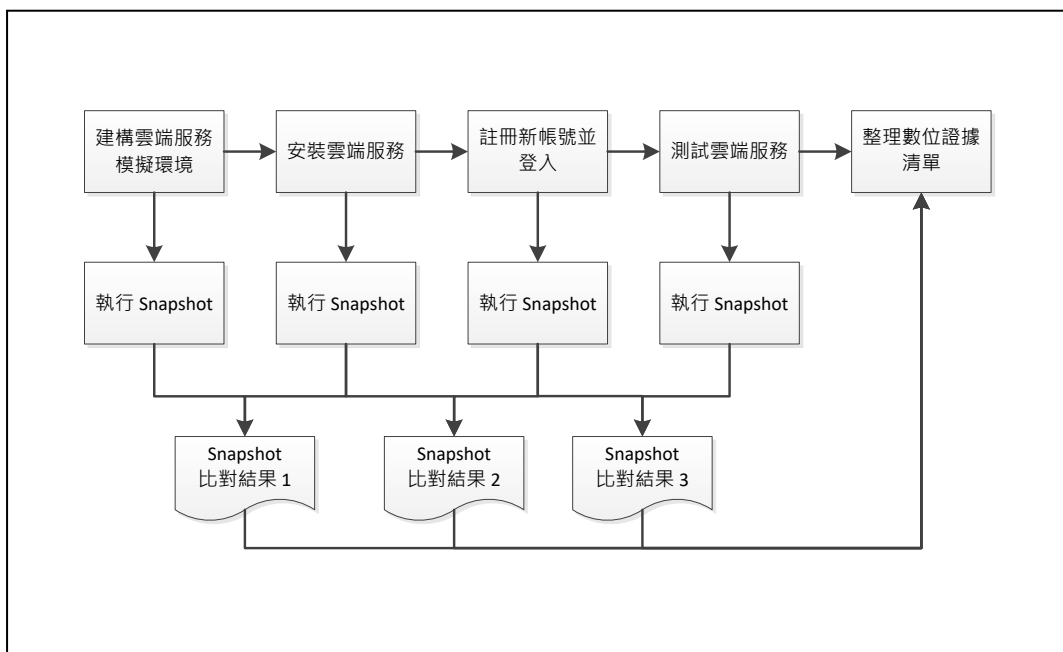 建構雲端服務
模擬環境
安裝雲端服務
註冊新帳號並
登入
測試雲端服務
整理數位證據
清單
執行 Snapshot
執行 Snapshot
執行 Snapshot
執行 Snapshot
Snapshot
比對結果 1
Snapshot
比對結果 2
Snapshot
比對結果 3